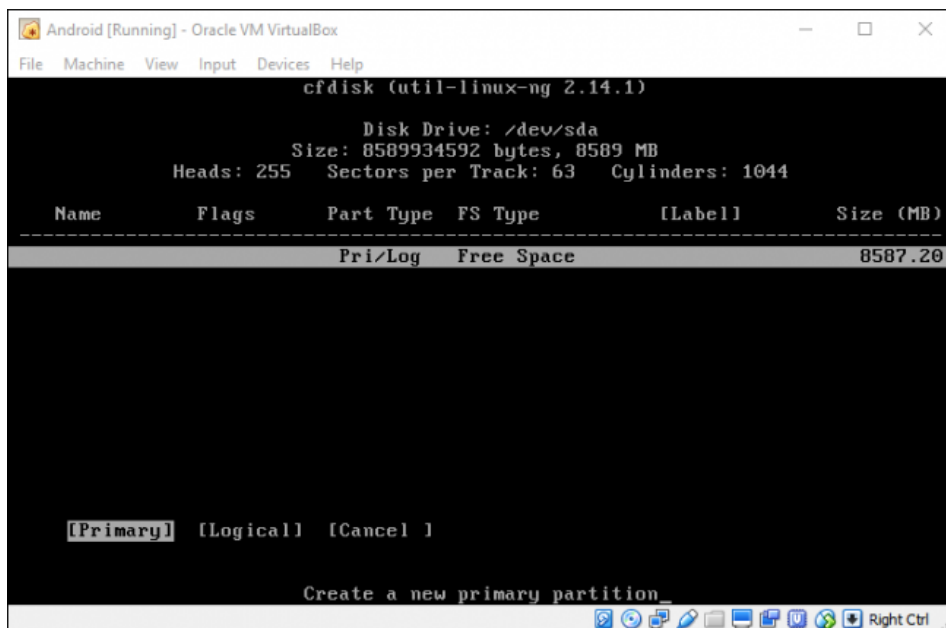 Android [Running] - Oracle VM VirtualBox
File Machine View Input Devices Help
cfdisk (util-linux-ng 2.14.1)
Disk Drive: /dev/sda
Size: 8589934592 bytes, 8589 MB
Heads: 255 Sectors per Track: 63 Cylinders: 1044
Name Flags Part Type FS Type [Label] Size (MB)
Pri/Log Free Space 8587.20
[Primary] [Logical] [Cancel ]
Create a new primary partition_
Right Ctrl